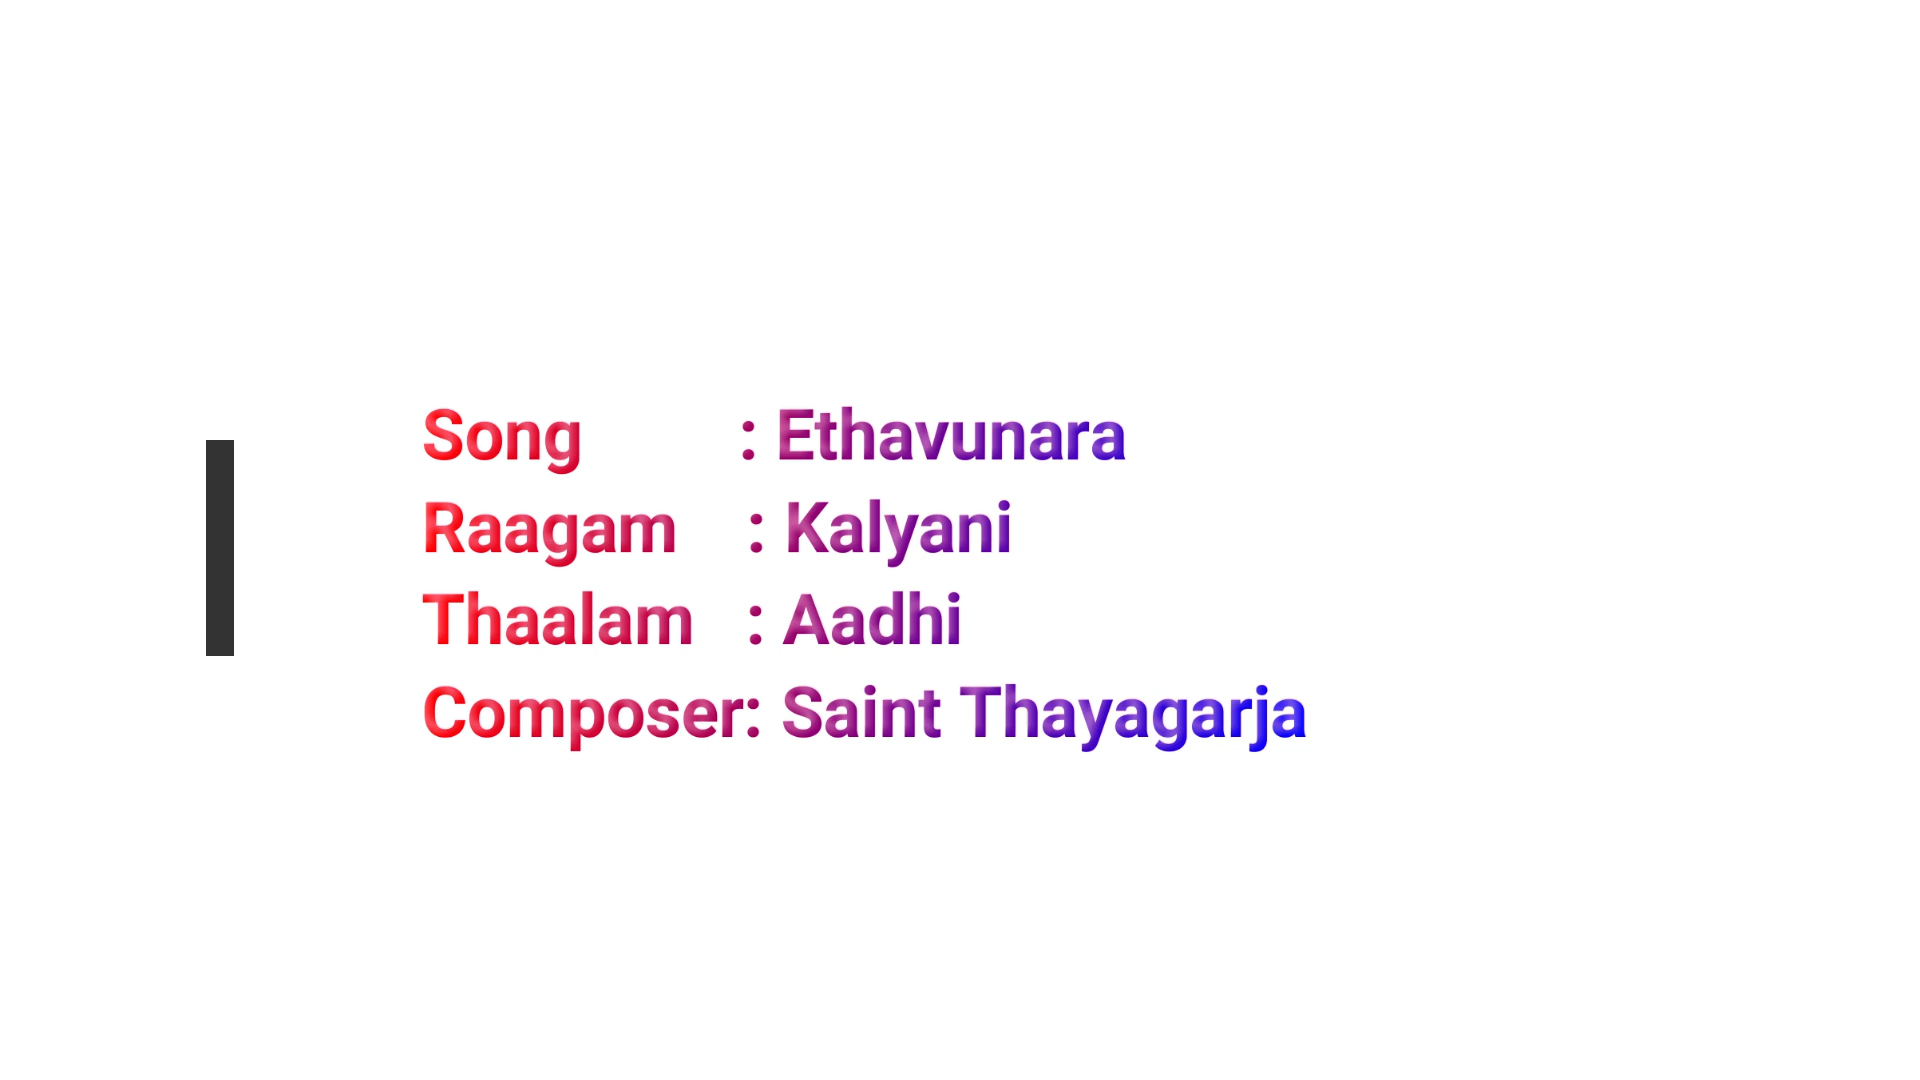 Song : Ethavunara
Raagam : Kalyani
Thaalam : Aadhi
Composer: Saint Thayagarja